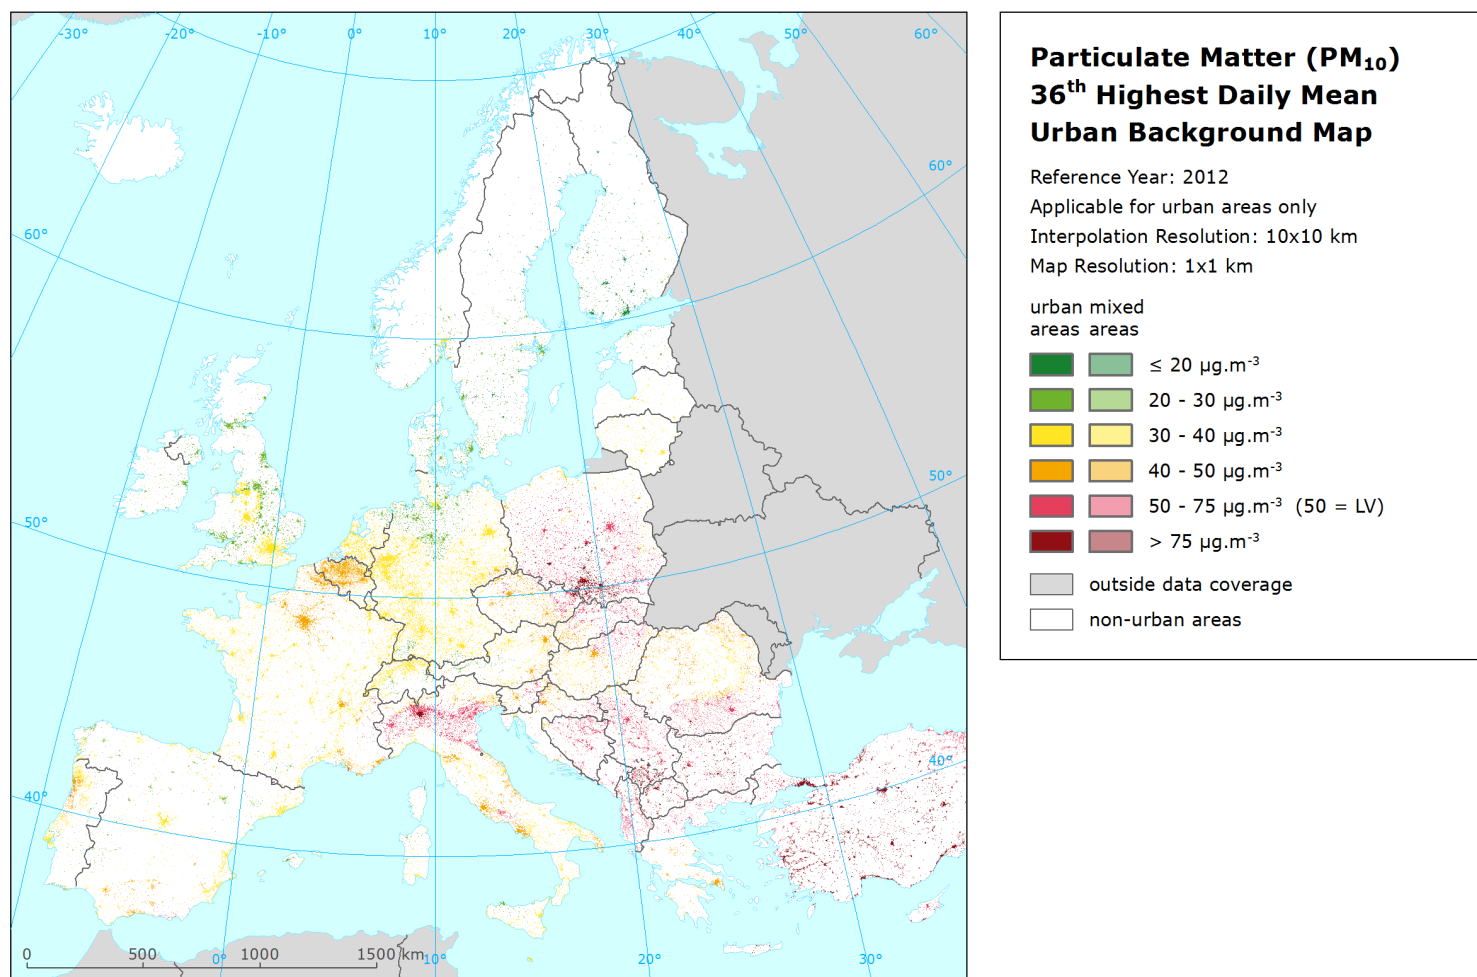 -30° -20° -10° 0° 10° 20° 30° 40° 50° 60°
60° 60°
50° 50°
40° 40°
0 500 1000 1500 km
0° 10° 20° 30°
Particulate Matter (PM₁₀)
36ᵗʰ Highest Daily Mean
Urban Background Map
Reference Year: 2012
Applicable for urban areas only
Interpolation Resolution: 10x10 km
Map Resolution: 1x1 km
urban mixed
areas areas
≤ 20 µg.m⁻³
20 - 30 µg.m⁻³
30 - 40 µg.m⁻³
40 - 50 µg.m⁻³
50 - 75 µg.m⁻³ (50 = LV)
> 75 µg.m⁻³
outside data coverage
non-urban areas